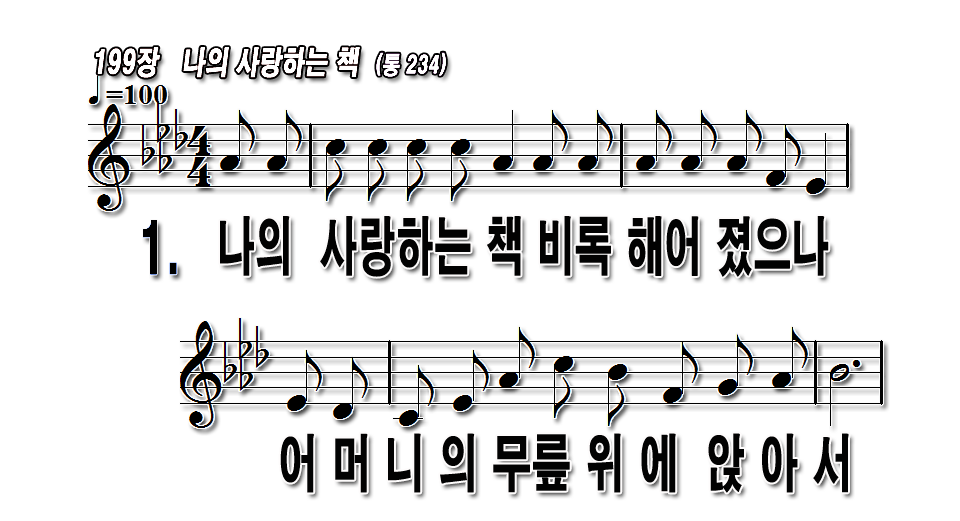 199장 나의 사랑하는 책 (통 234)
♩=100
1. 나의 사랑하는 책 비록 해어 졌으나
어 머 니 의 무릎 위 에 앉 아 서